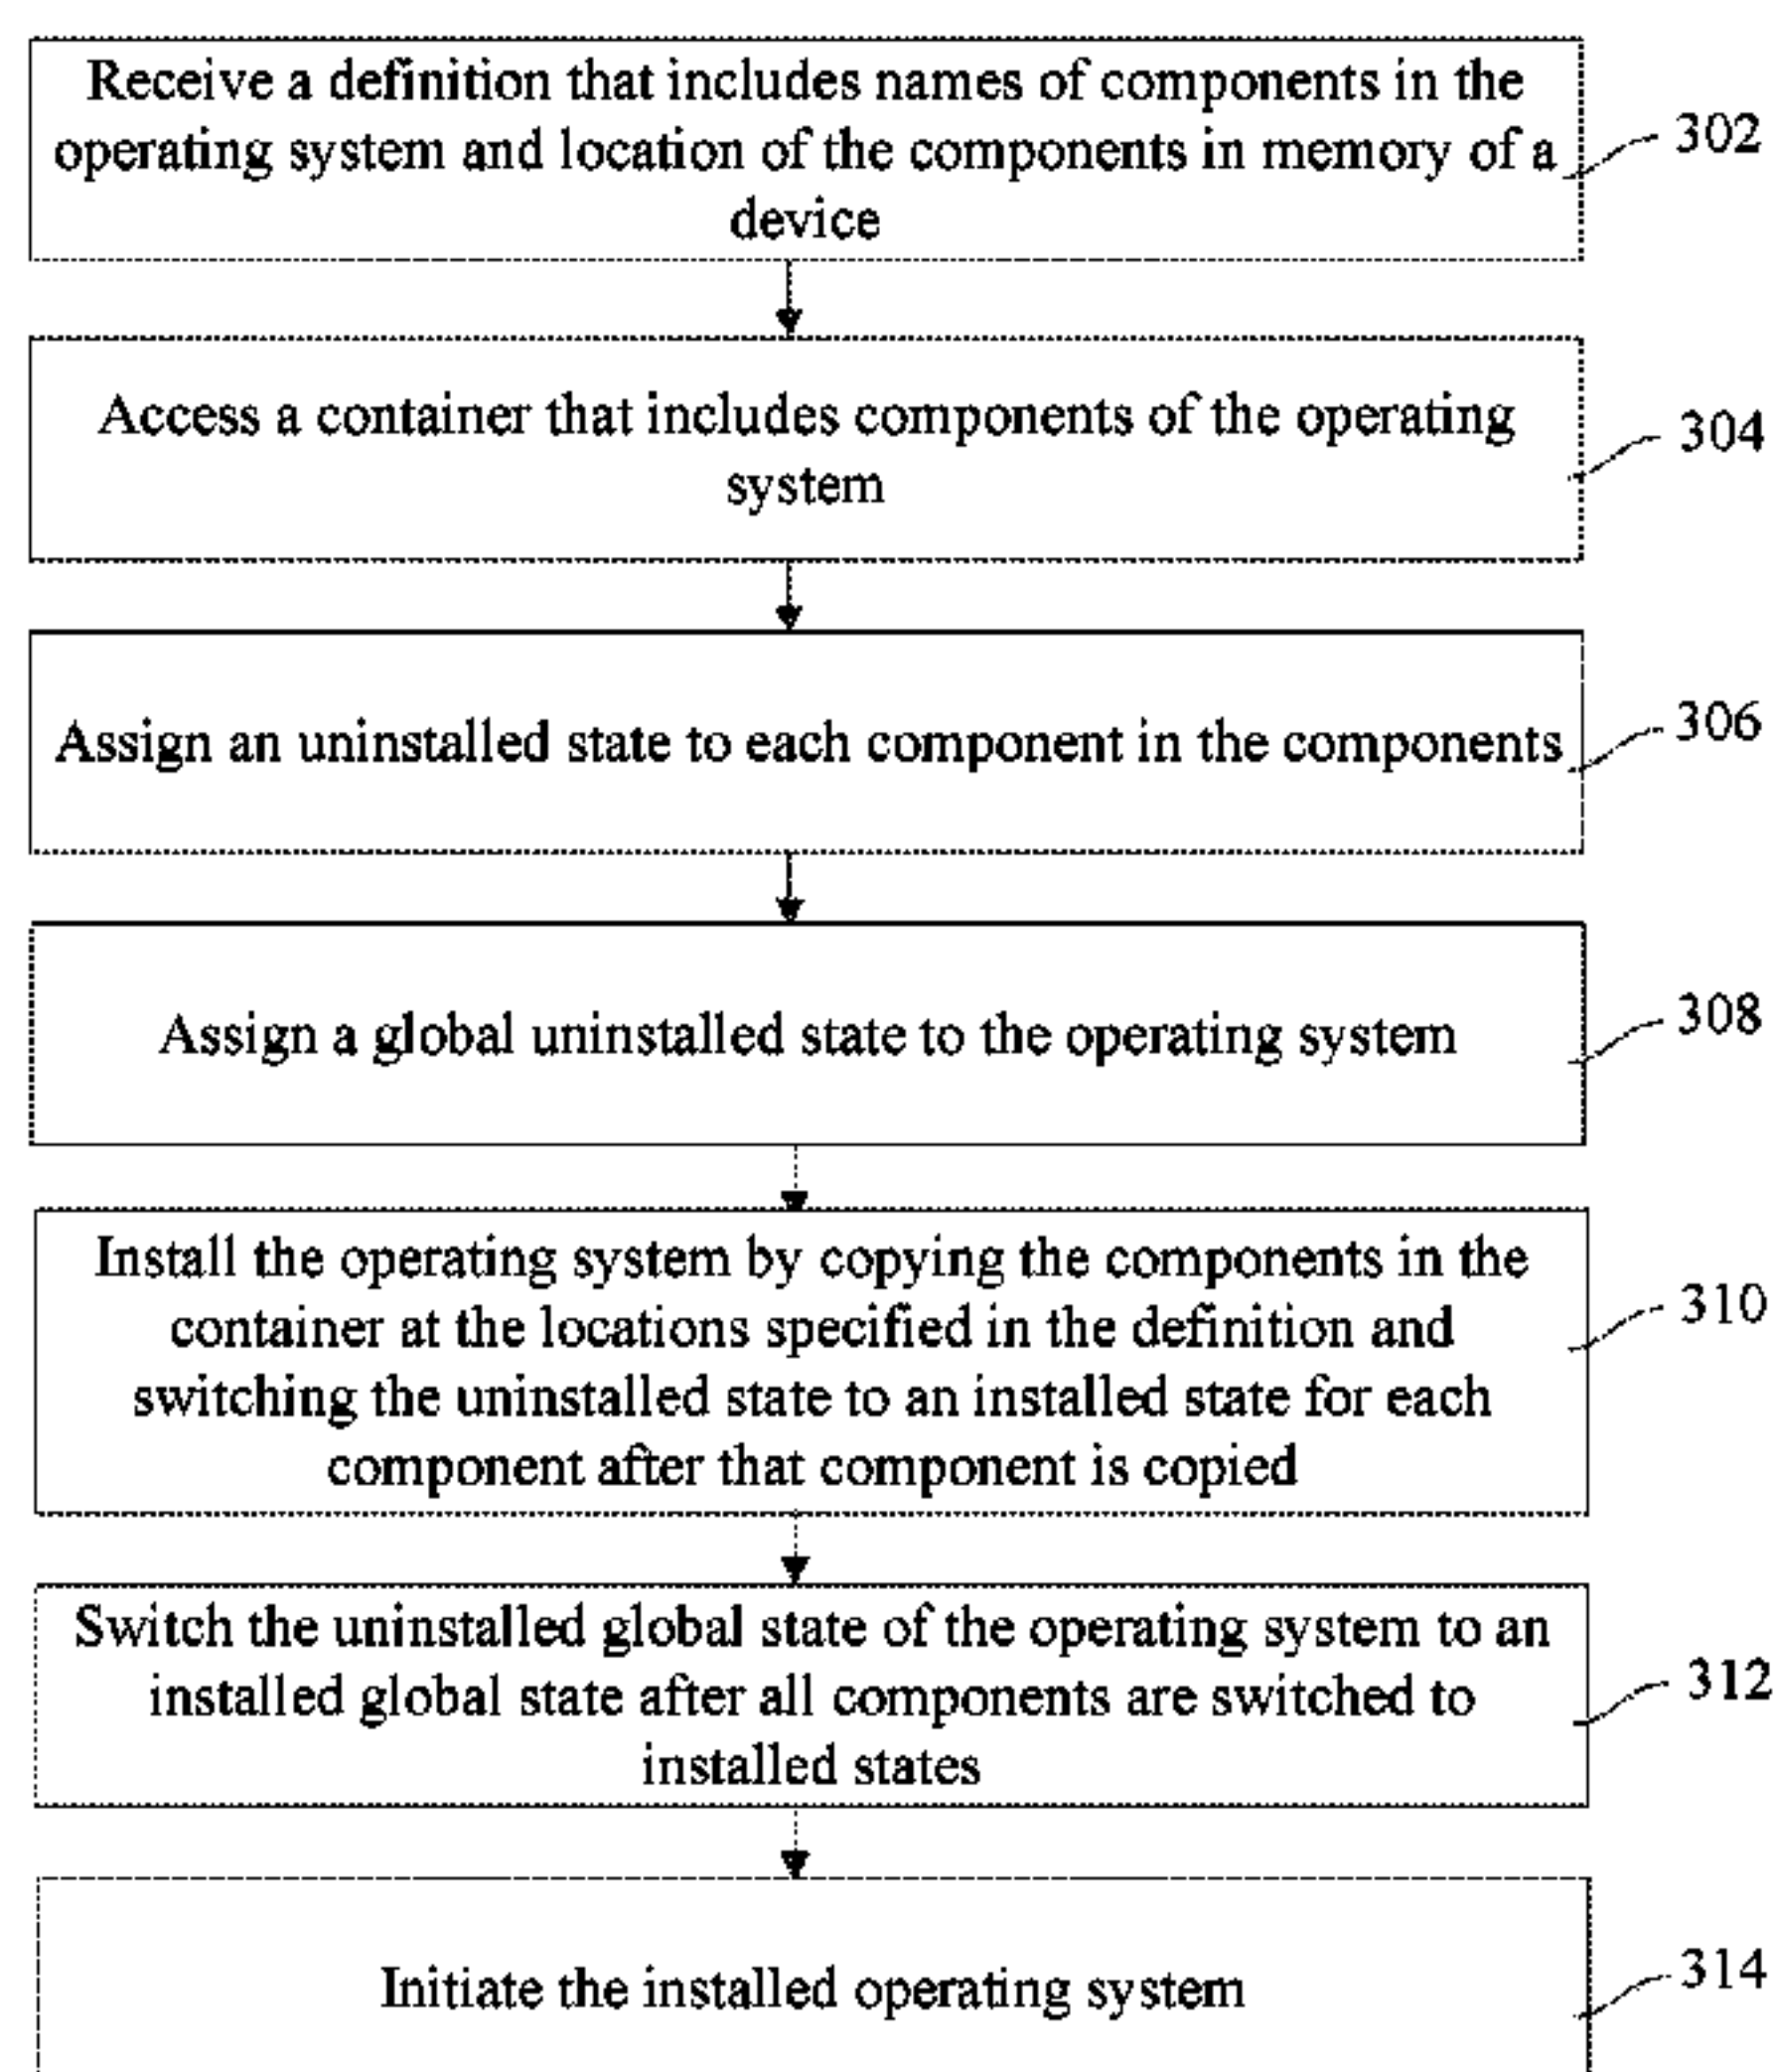 Receive a definition that includes names of components in the
operating system and location of the components in memory of a
device
302
Access a container that includes components of the operating
system
304
Assign an uninstalled state to each component in the components
306
Assign a global uninstalled state to the operating system
308
Install the operating system by copying the components in the
container at the locations specified in the definition and
switching the uninstalled state to an installed state for each
component after that component is copied
310
Switch the uninstalled global state of the operating system to an
installed global state after all components are switched to
installed states
312
Initiate the installed operating system
314